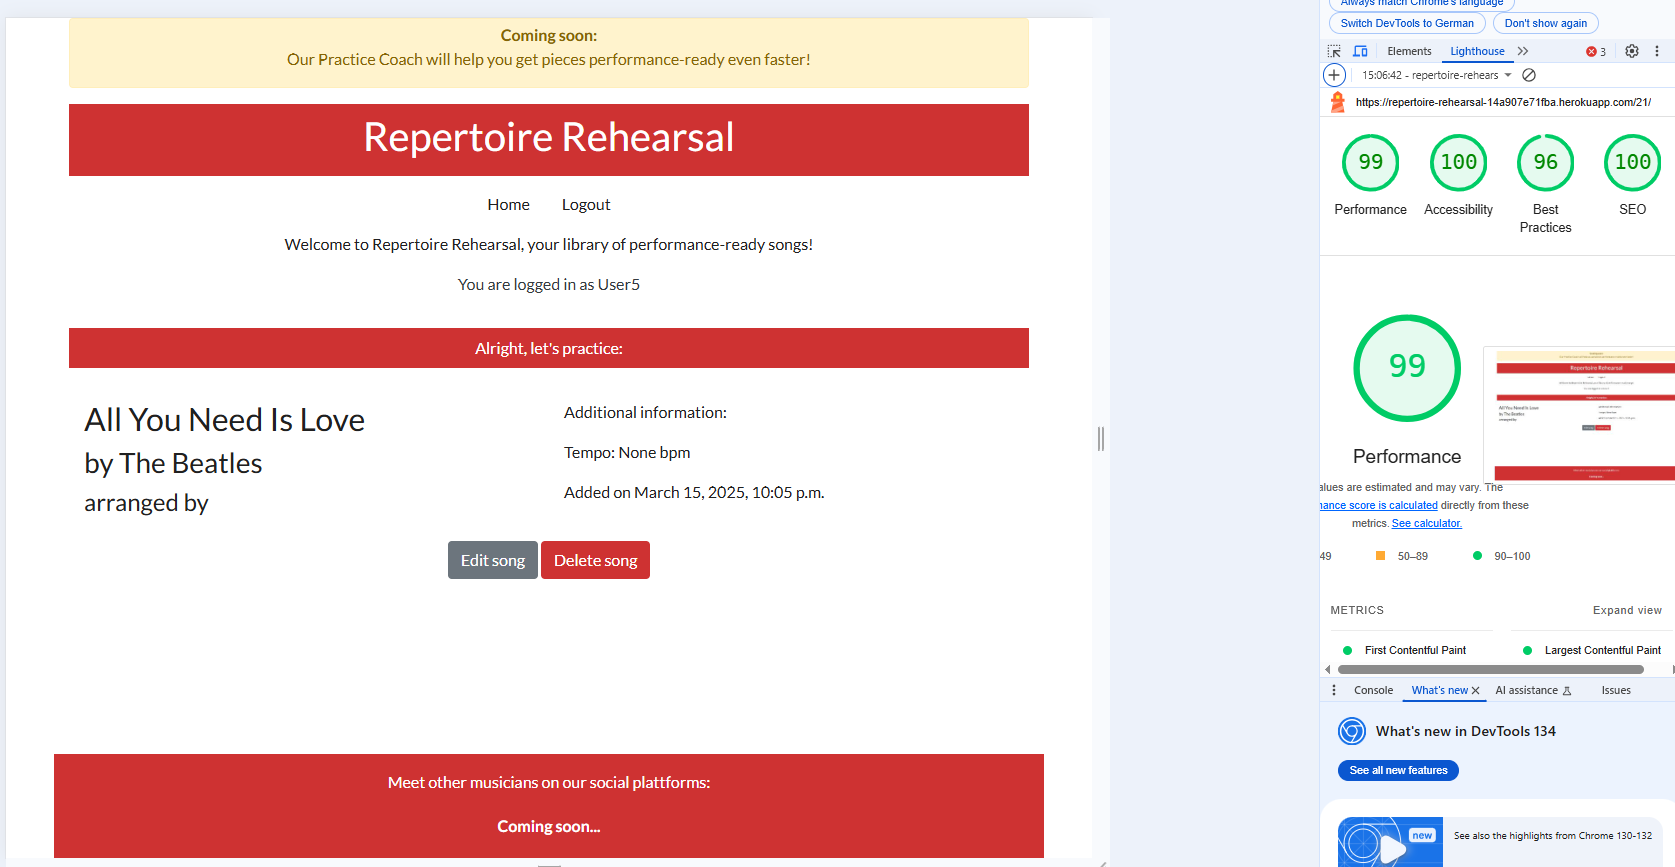 Coming soon:
Our Practice Coach will help you get pieces performance-ready even faster!
Repertoire Rehearsal
Home Logout
Welcome to Repertoire Rehearsal, your library of performance-ready songs!
You are logged in as User5
Alright, let's practice:
All You Need Is Love
by The Beatles
arranged by
Additional information:
Tempo: None bpm
Added on March 15, 2025, 10:05 p.m.
Edit song Delete song
Meet other musicians on our social plattforms:
Coming soon...
Always match Chrome's language
Switch DevTools to German Don't show again
Elements Lighthouse 3
15:06:42 - repertoire-rehears
https://repertoire-rehearsal-14a907e71fba.herokuapp.com/21/
99 100 96 100
Performance Accessibility Best Practices SEO
99
Performance
alues are estimated and may vary. The
ance score is calculated directly from these
metrics. See calculator.
49 50–89 90–100
METRICS Expand view
First Contentful Paint Largest Contentful Paint
Console What's new AI assistance Issues
What's new in DevTools 134
See all new features
new
See also the highlights from Chrome 130-132